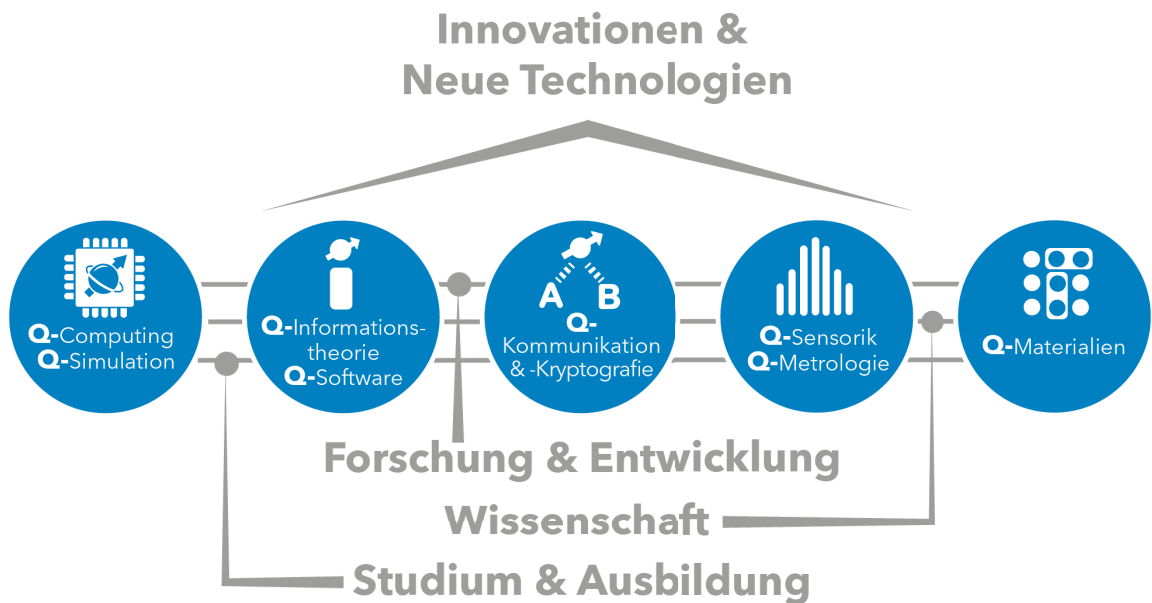 Innovationen &
Neue Technologien
Q-Computing
Q-Simulation
Q-Informations-
theorie
Q-Software
A B
Q-
Kommunikation
& -Kryptografie
Q-Sensorik
Q-Metrologie
Q-Materialien
Forschung & Entwicklung
Wissenschaft
Studium & Ausbildung